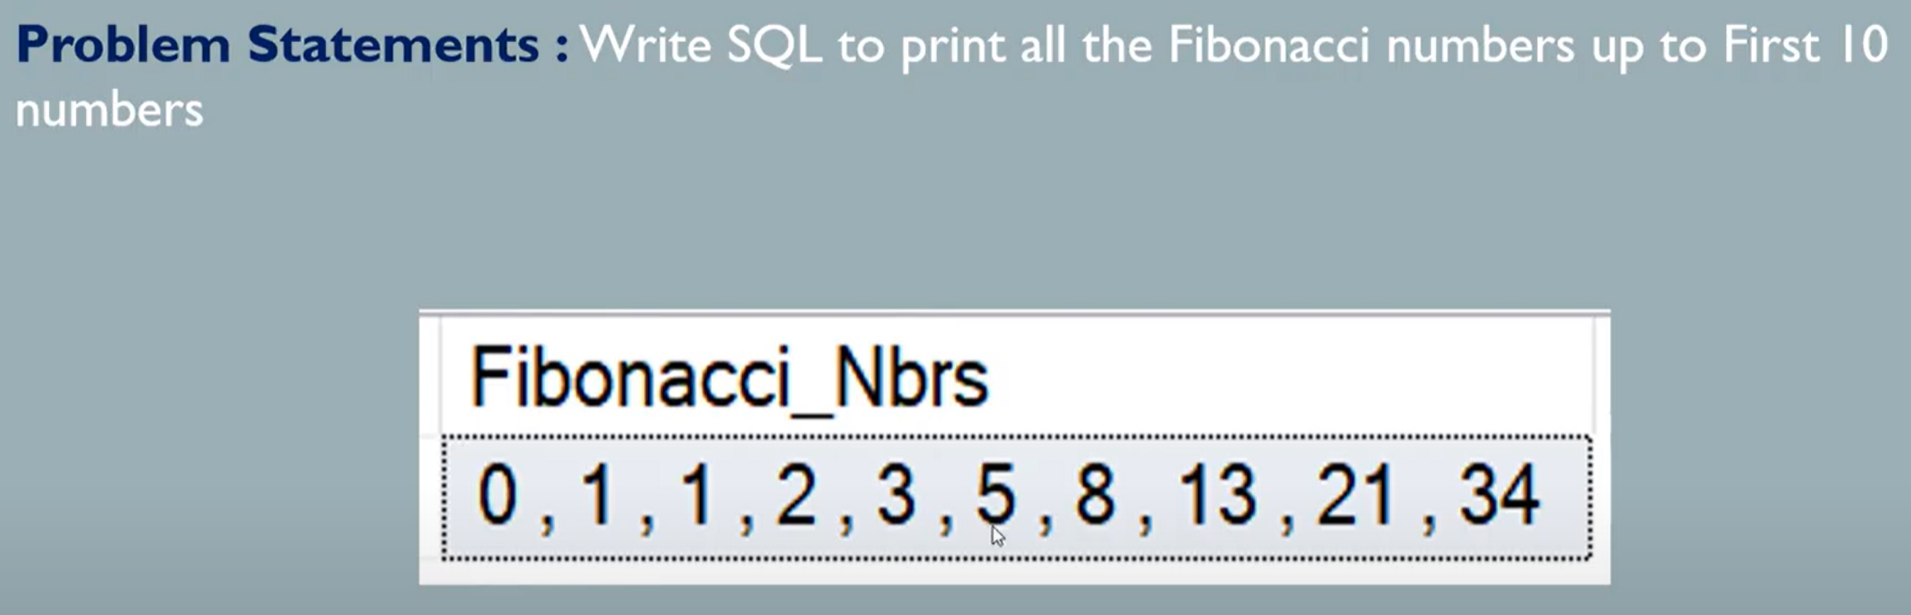 Problem Statements : Write SQL to print all the Fibonacci numbers up to First 10
numbers
Fibonacci_Nbrs
0 , 1 , 1 , 2 , 3 , 5 , 8 , 13 , 21 , 34